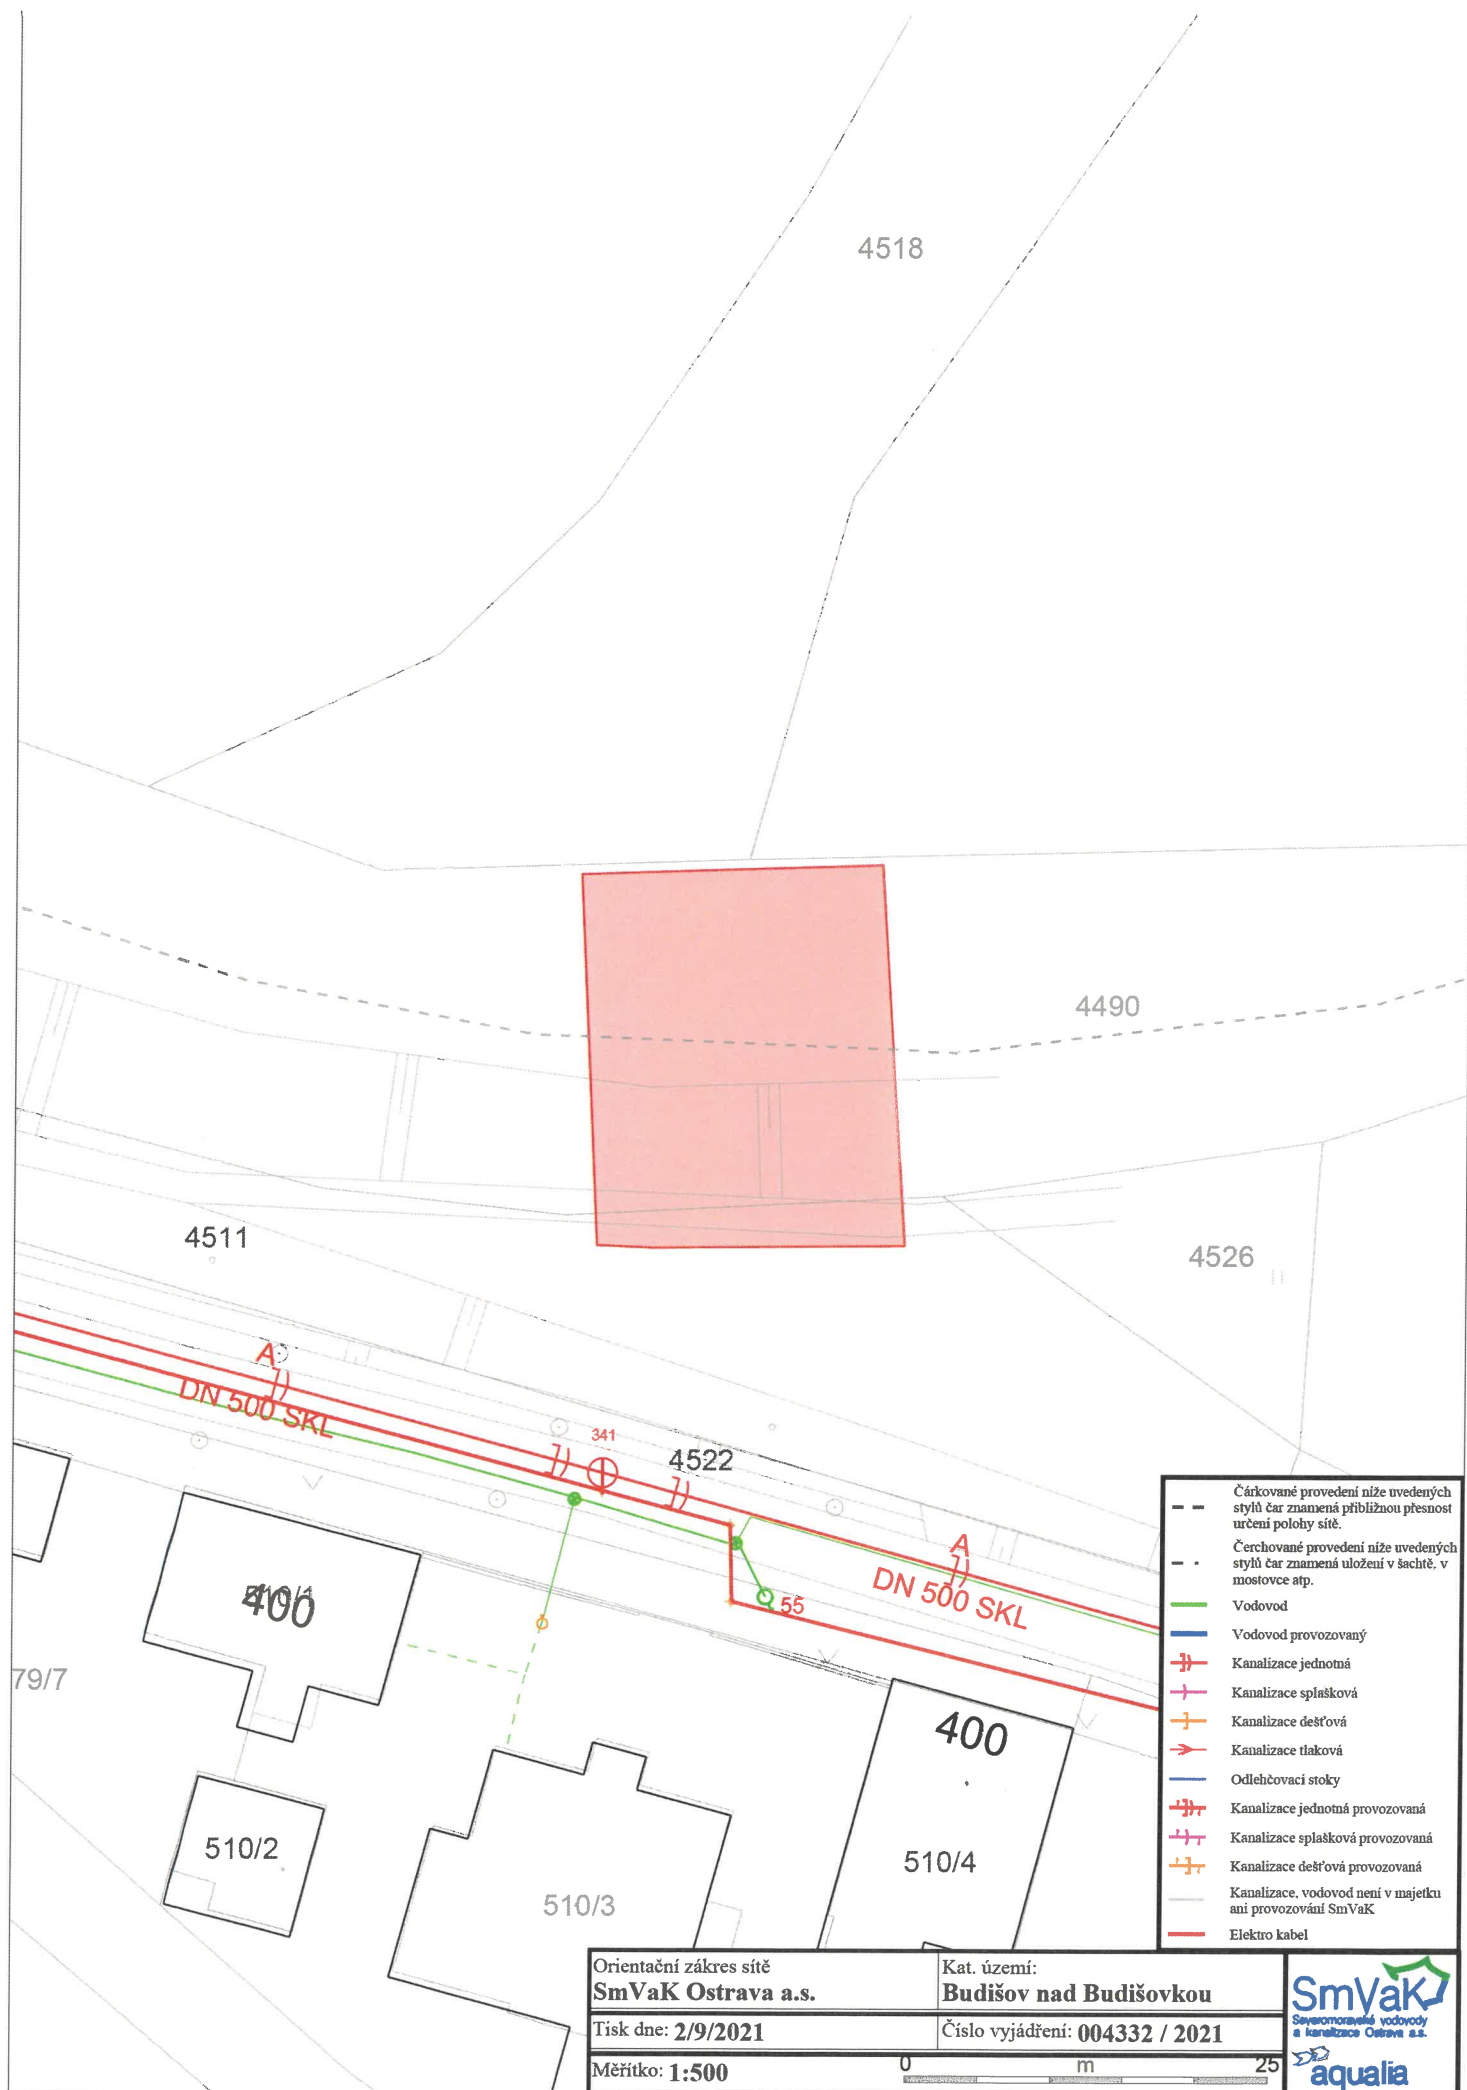 4518
4490
4511
4526
A
DN 500 SKL
341
4522
A
DN 500 SKL
55
400
79/7
400
510/2
510/3
510/4
Čárkované provedení níže uvedených
stylů čar znamená přibližnou přesnost
určení polohy sítě.
Čerchované provedení níže uvedených
stylů čar znamená uložení v šachtě, v
mostovce atp.
Vodovod
Vodovod provozovaný
Kanalizace jednotná
Kanalizace splašková
Kanalizace dešťová
Kanalizace tlaková
Odlehčovací stoky
Kanalizace jednotná provozovaná
Kanalizace splašková provozovaná
Kanalizace dešťová provozovaná
Kanalizace, vodovod není v majetku
ani provozování SmVaK
Elektro kabel
Orientační zákres sítě
SmVaK Ostrava a.s.
Kat. území:
Budišov nad Budišovkou
Tisk dne: 2/9/2021
Číslo vyjádření: 004332 / 2021
Měřítko: 1:500
0 m 25
SmVaK
Severomoravské vodovody
a kanalizace Ostrava a.s.
aqualia